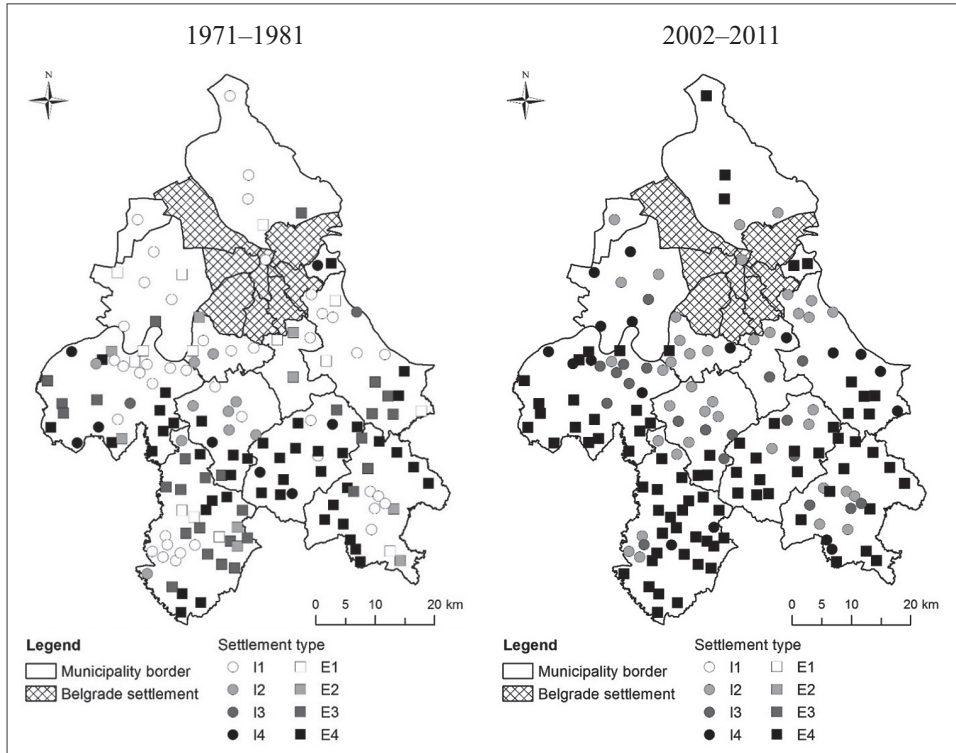 1971–1981
N
0 5 10 20 km
Legend
Municipality border
Belgrade settlement
Settlement type
I1 E1
I2 E2
I3 E3
I4 E4
2002–2011
N
0 5 10 20 km
Legend
Municipality border
Belgrade settlement
Settlement type
I1 E1
I2 E2
I3 E3
I4 E4